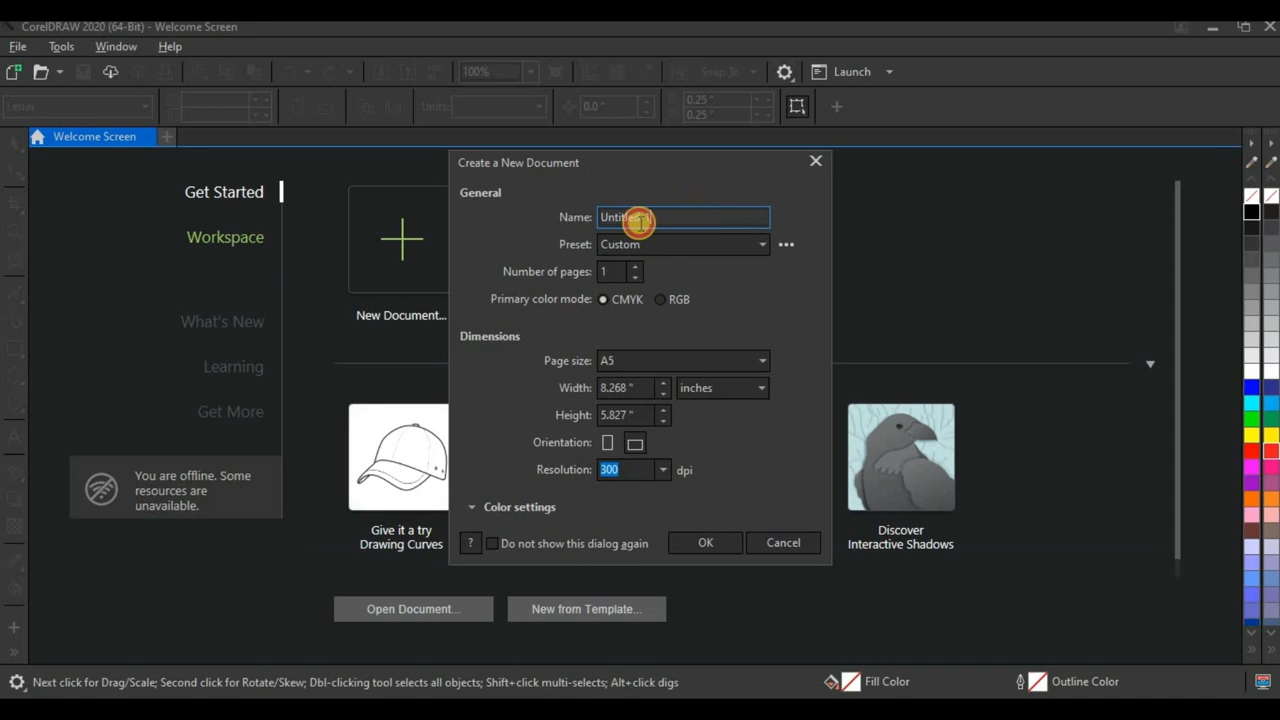 CorelDRAW 2020 (64-Bit) - Welcome Screen
File Tools Window Help
100% Snap To Launch
Letter Units: 0.0 ° 0.25 "
0.25 "
Welcome Screen
Get Started
Workspace
What's New
Learning
Get More
You are offline. Some
resources are
unavailable.
New Document...
Give it a try
Drawing Curves
Discover
Interactive Shadows
Open Document... New from Template...
Create a New Document
General
Name:
Preset: Custom
Number of pages: 1
Primary color mode: CMYK RGB
Dimensions
Page size: A5
Width: 8.268 " inches
Height: 5.827 "
Orientation:
Resolution: 300 dpi
Color settings
? Do not show this dialog again OK Cancel
Next click for Drag/Scale; Second click for Rotate/Skew; Dbl-clicking tool selects all objects; Shift+click multi-selects; Alt+click digs
Fill Color Outline Color